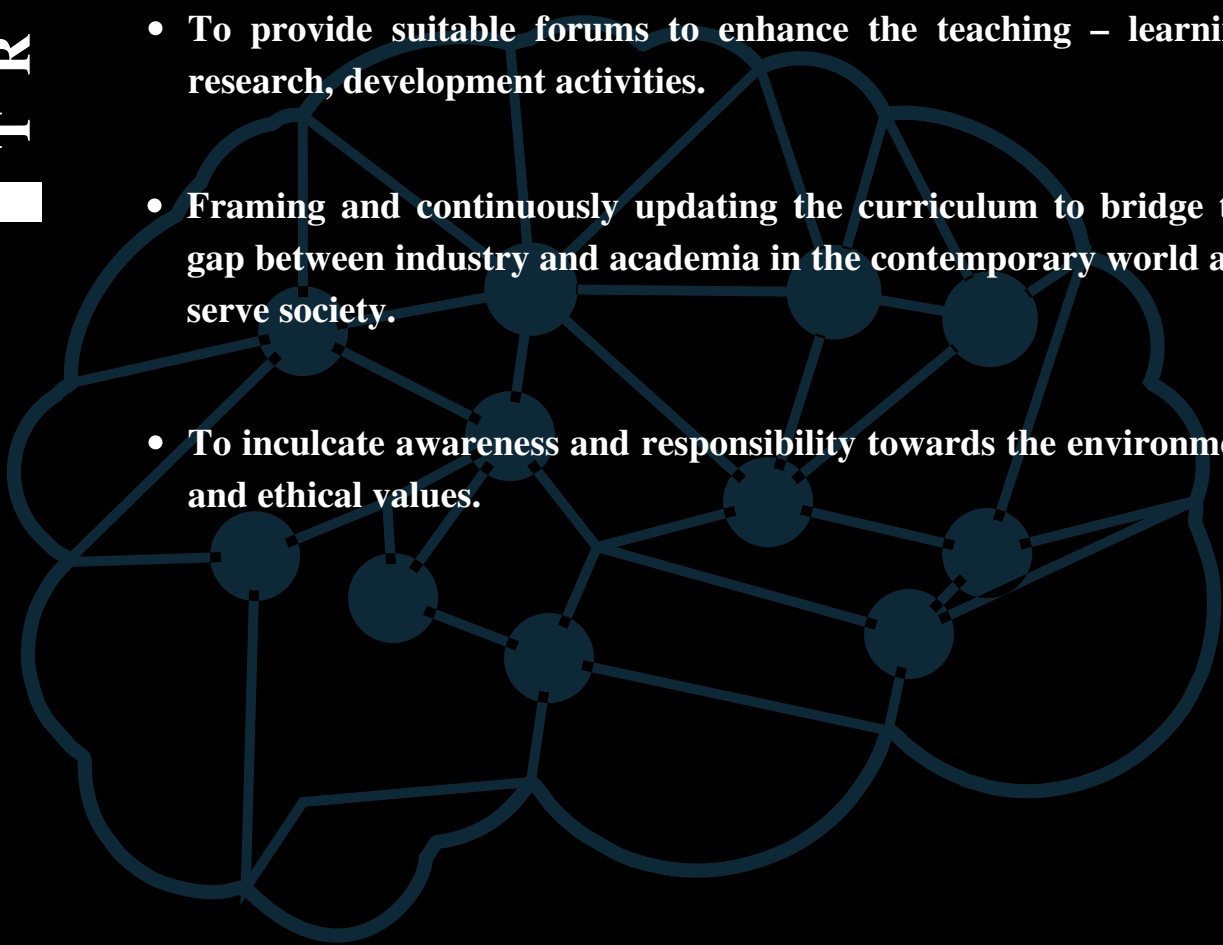 • To provide suitable forums to enhance the teaching – learni
research, development activities.
• Framing and continuously updating the curriculum to bridge t
gap between industry and academia in the contemporary world a
serve society.
• To inculcate awareness and responsibility towards the environme
and ethical values.
T R